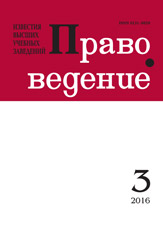 ИЗВЕСТИЯ
ВЫСШИХ
УЧЕБНЫХ
ЗАВЕДЕНИЙ
Право
ведение
3
2016